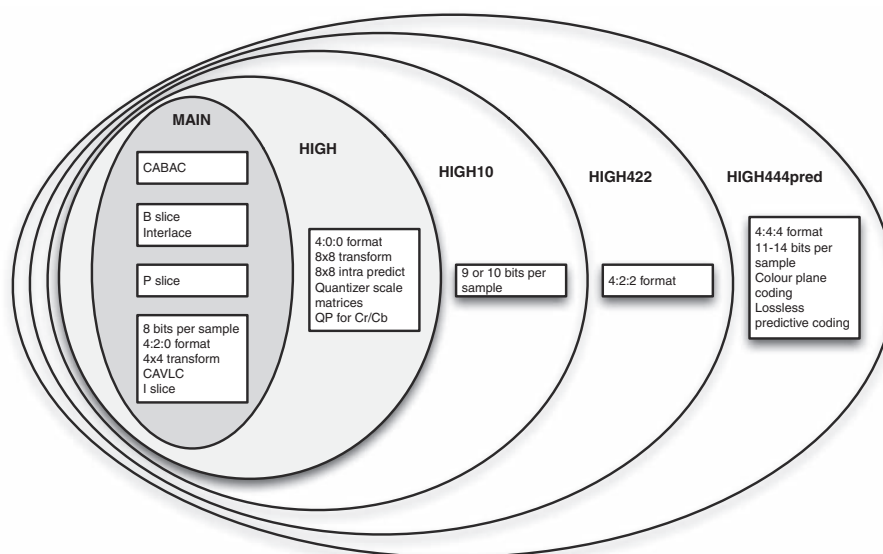 MAIN
CABAC
B slice
Interlace
P slice
8 bits per sample
4:2:0 format
4x4 transform
CAVLC
I slice
HIGH
4:0:0 format
8x8 transform
8x8 intra predict
Quantizer scale
matrices
QP for Cr/Cb
HIGH10
9 or 10 bits per
sample
HIGH422
4:2:2 format
HIGH444pred
4:4:4 format
11-14 bits per
sample
Colour plane
coding
Lossless
predictive coding